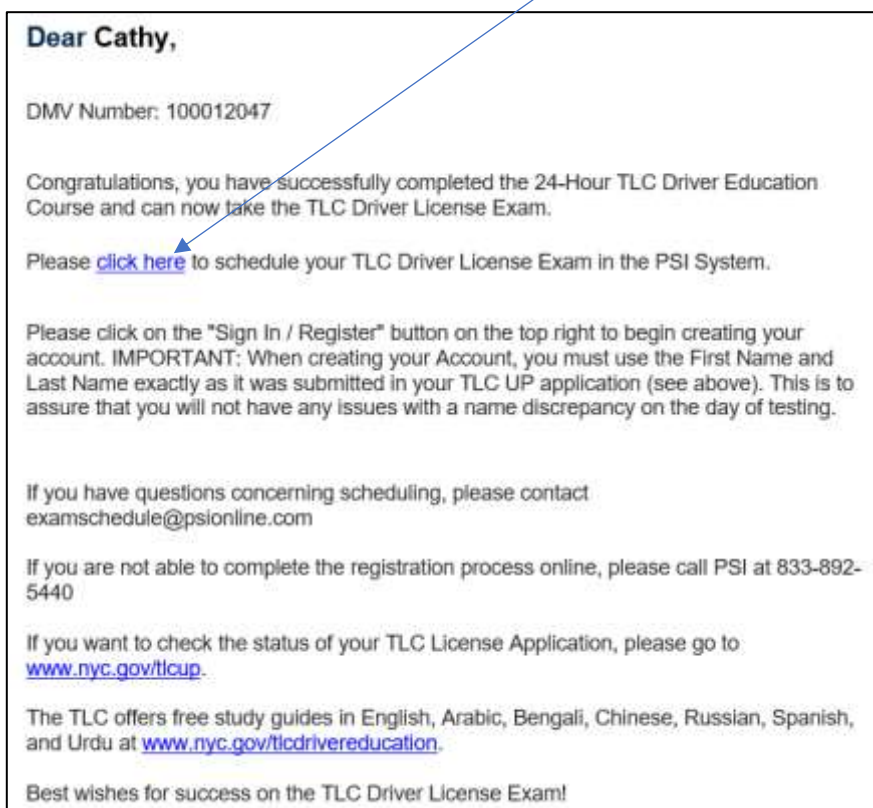 Dear Cathy,
DMV Number: 100012047
Congratulations, you have successfully completed the 24-Hour TLC Driver Education
Course and can now take the TLC Driver License Exam.
Please click here to schedule your TLC Driver License Exam in the PSI System.
Please click on the "Sign In / Register" button on the top right to begin creating your
account. IMPORTANT: When creating your Account, you must use the First Name and
Last Name exactly as it was submitted in your TLC UP application (see above). This is to
assure that you will not have any issues with a name discrepancy on the day of testing.
If you have questions concerning scheduling, please contact
examschedule@psionline.com
If you are not able to complete the registration process online, please call PSI at 833-892-
5440
If you want to check the status of your TLC License Application, please go to
www.nyc.gov/tlcup.
The TLC offers free study guides in English, Arabic, Bengali, Chinese, Russian, Spanish,
and Urdu at www.nyc.gov/tlcdrivereducation.
Best wishes for success on the TLC Driver License Exam!